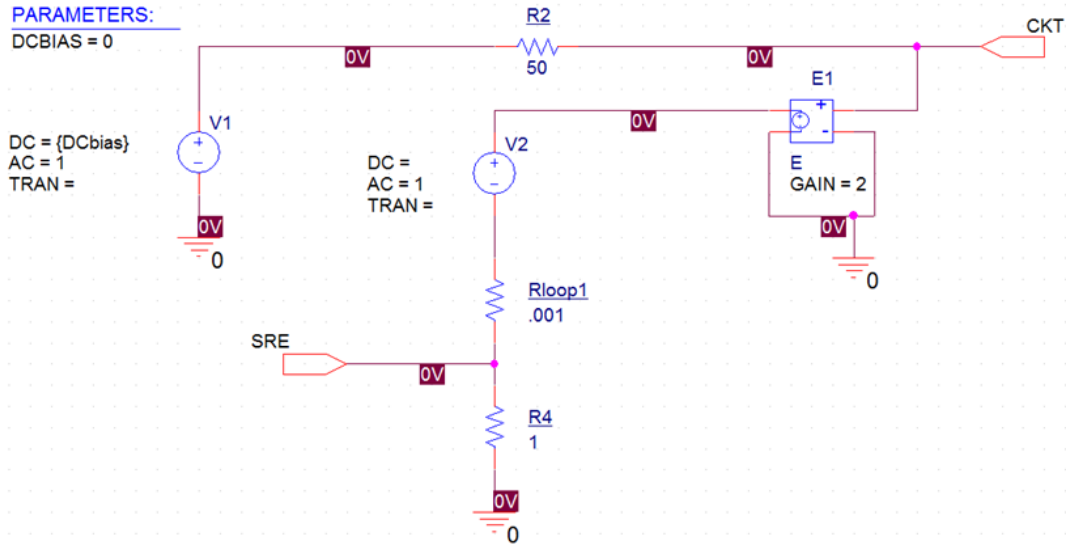 PARAMETERS:
DCBIAS = 0
R2
50
0V
0V
CKT
V1
DC = {DCbias}
AC = 1
TRAN =
+
-
0V
0
V2
DC =
AC = 1
TRAN =
+
-
0V
E1
+
-
E
GAIN = 2
0V
0
Rloop1
.001
SRE
0V
R4
1
0V
0